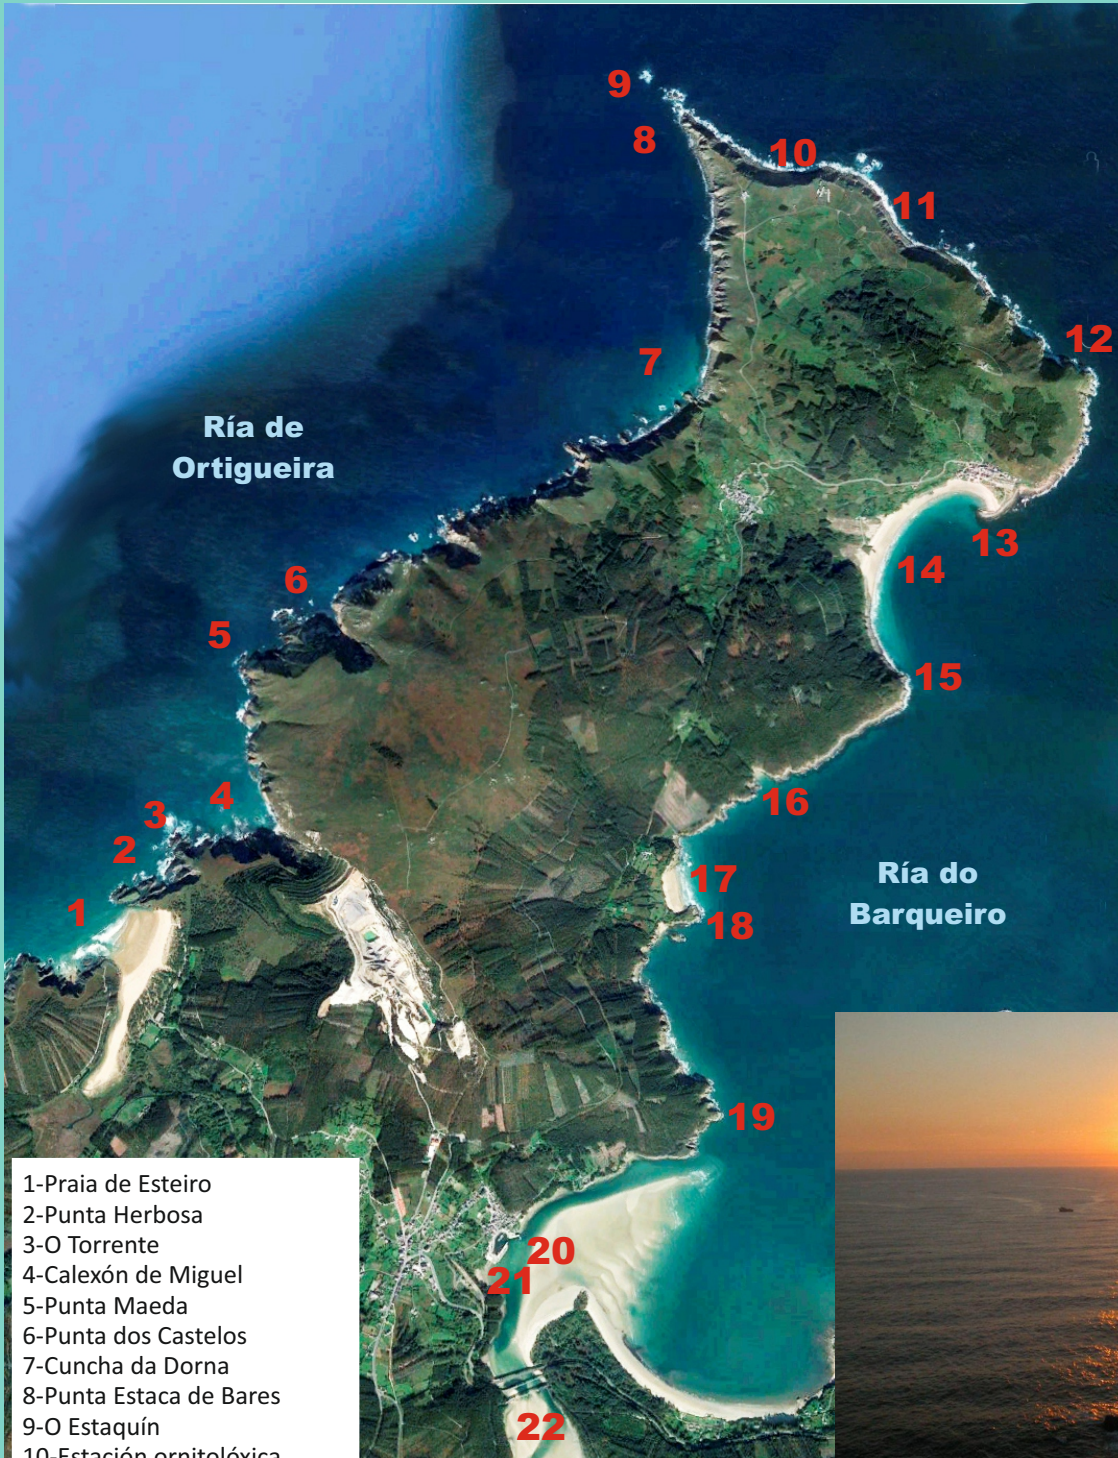 9
8
10
11
12
7
Ría de
Ortigueira
13
14
6
5
15
4
3
16
2
1
17
Ría do
Barqueiro
18
19
20
21
22
1-Praia de Esteiro
2-Punta Herbosa
3-O Torrente
4-Calexón de Miguel
5-Punta Maeda
6-Punta dos Castelos
7-Cuncha da Dorna
8-Punta Estaca de Bares
9-O Estaquín
10-Estación ornitolóxica